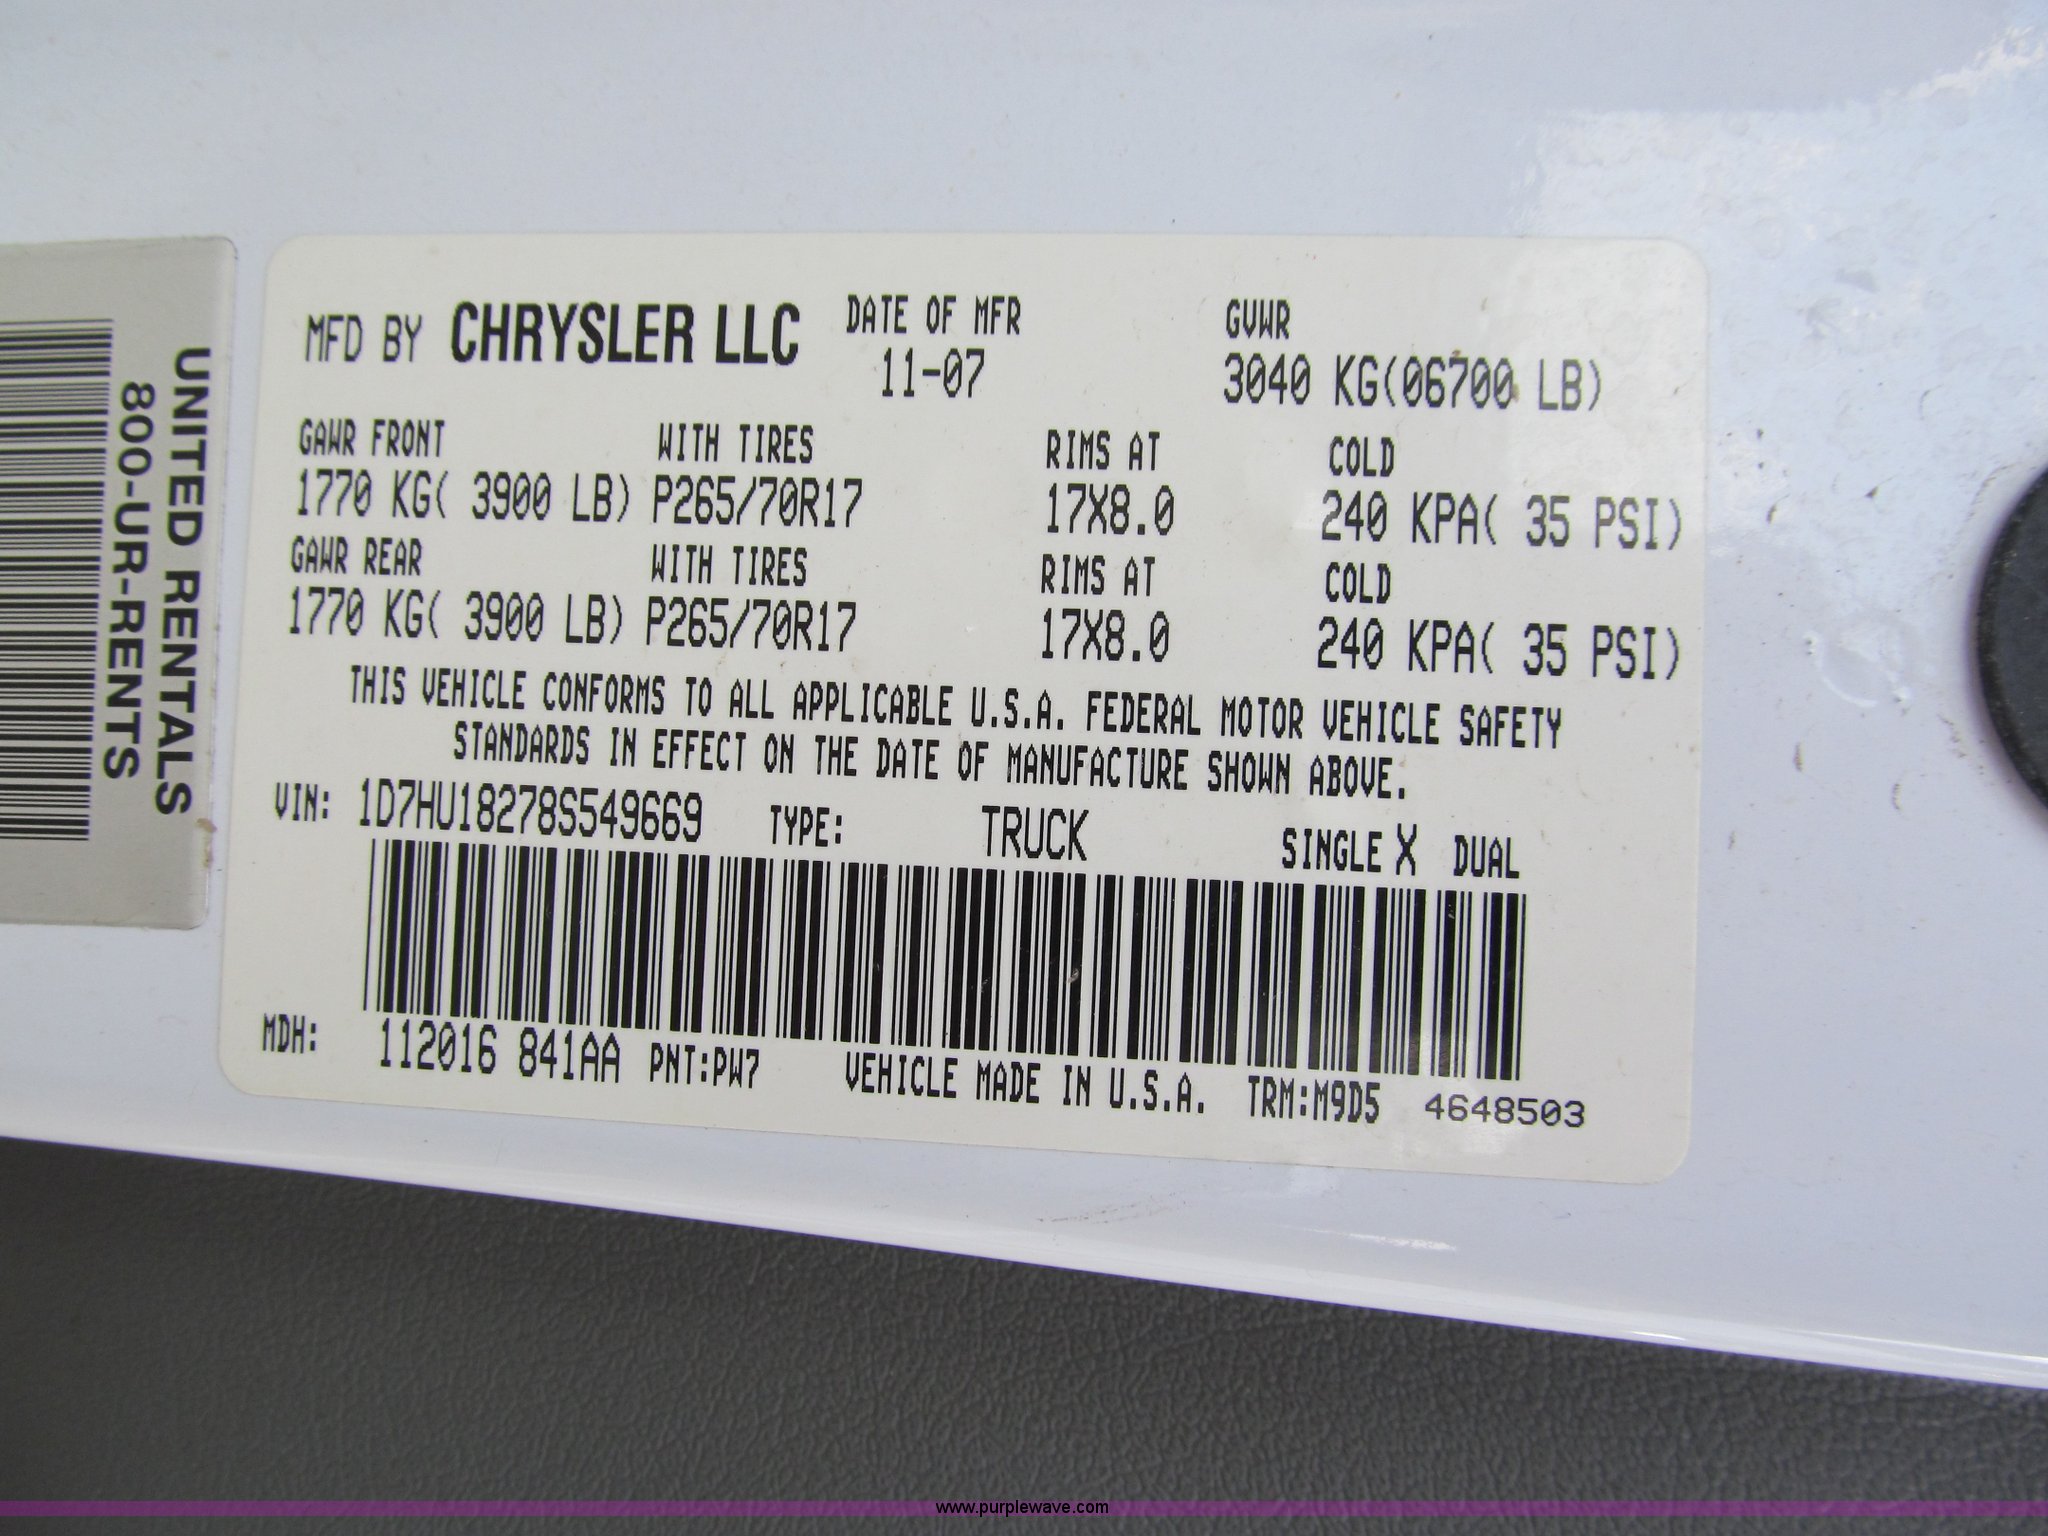 UNITED RENTALS
800-UR-RENTS
MFD BY CHRYSLER LLC DATE OF MFR GVWR
11-07 3040 KG(06700 LB)
GAWR FRONT WITH TIRES RIMS AT COLD
1770 KG( 3900 LB) P265/70R17 17X8.0 240 KPA( 35 PSI)
GAWR REAR WITH TIRES RIMS AT COLD
1770 KG( 3900 LB) P265/70R17 17X8.0 240 KPA( 35 PSI)
THIS VEHICLE CONFORMS TO ALL APPLICABLE U.S.A. FEDERAL MOTOR VEHICLE SAFETY
STANDARDS IN EFFECT ON THE DATE OF MANUFACTURE SHOWN ABOVE.
VIN: 1D7HU18278S549669 TYPE: TRUCK SINGLE X DUAL
MDH: 112016 841AA PNT:PW7 VEHICLE MADE IN U.S.A. TRM:M9D5 4648503
www.purplewave.com